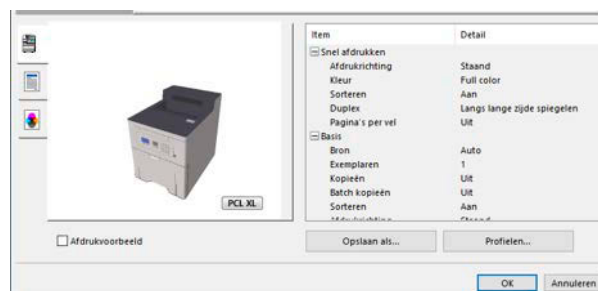 Item Detail
Snel afdrukken
Afdrukrichting Staand
Kleur Full color
Sorteren Aan
Duplex Langs lange zijde spiegelen
Pagina's per vel Uit
Basis
Bron Auto
Exemplaren 1
Kopieën Uit
Batch kopieën Uit
Sorteren Aan
Afdrukrichting Staand
PCL XL
Afdrukvoorbeeld
Opslaan als... Profielen...
OK Annuleren